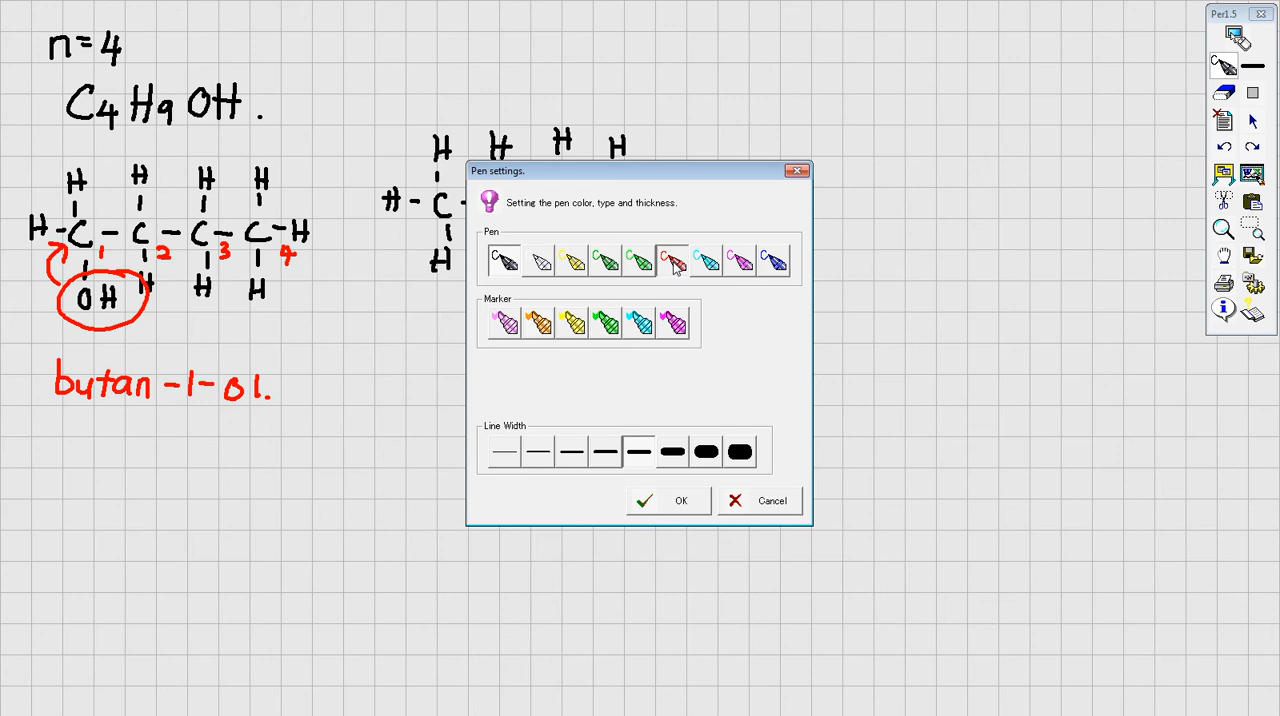 n=4
C4H9OH.
H H H H
H-C-C-C-C-H
1 2 3 4
OH H H H
butan-1-ol.
H H H H
H-C-
H
Pen settings.
Setting the pen color, type and thickness.
Pen
Marker
Line Width
OK
Cancel
Per1.5